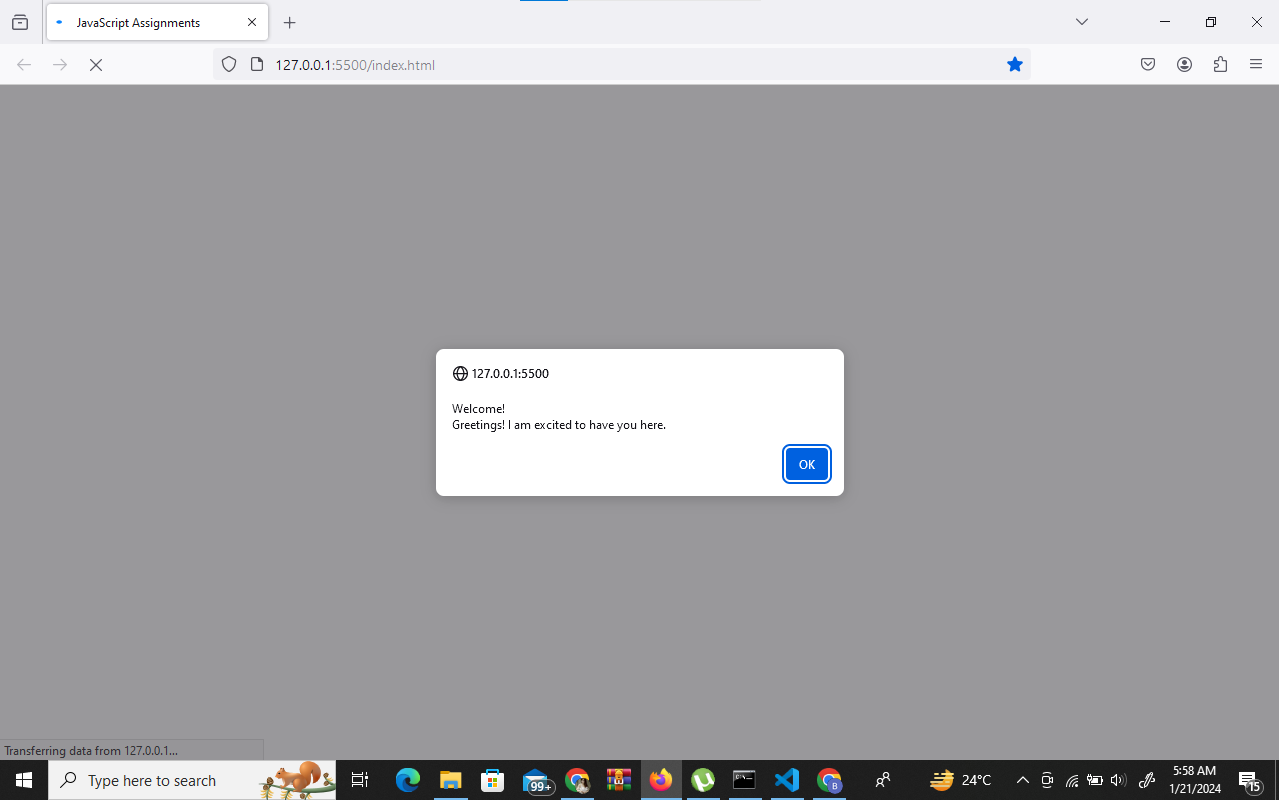 JavaScript Assignments
127.0.0.1:5500/index.html
127.0.0.1:5500
Welcome!
Greetings! I am excited to have you here.
OK
Transferring data from 127.0.0.1...
Type here to search
99+
B
24°C
5:58 AM
1/21/2024
15